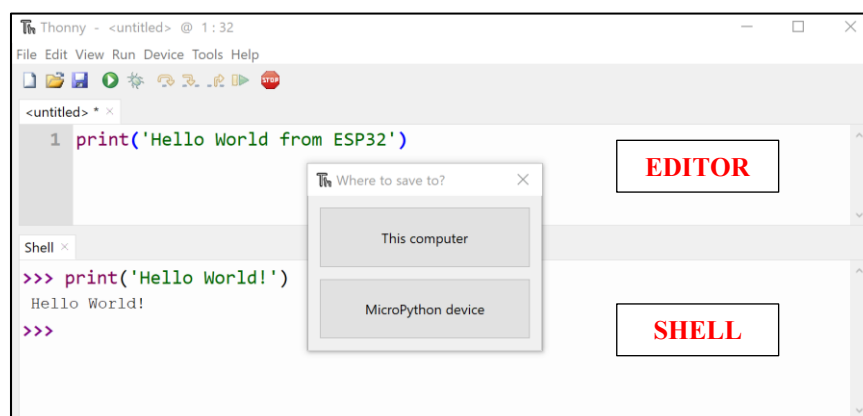 Thonny - <untitled> @ 1:32
File Edit View Run Device Tools Help
STOP
<untitled> *
1 print('Hello World from ESP32')
EDITOR
Where to save to?
This computer
MicroPython device
Shell
>>> print('Hello World!')
Hello World!
>>>
SHELL